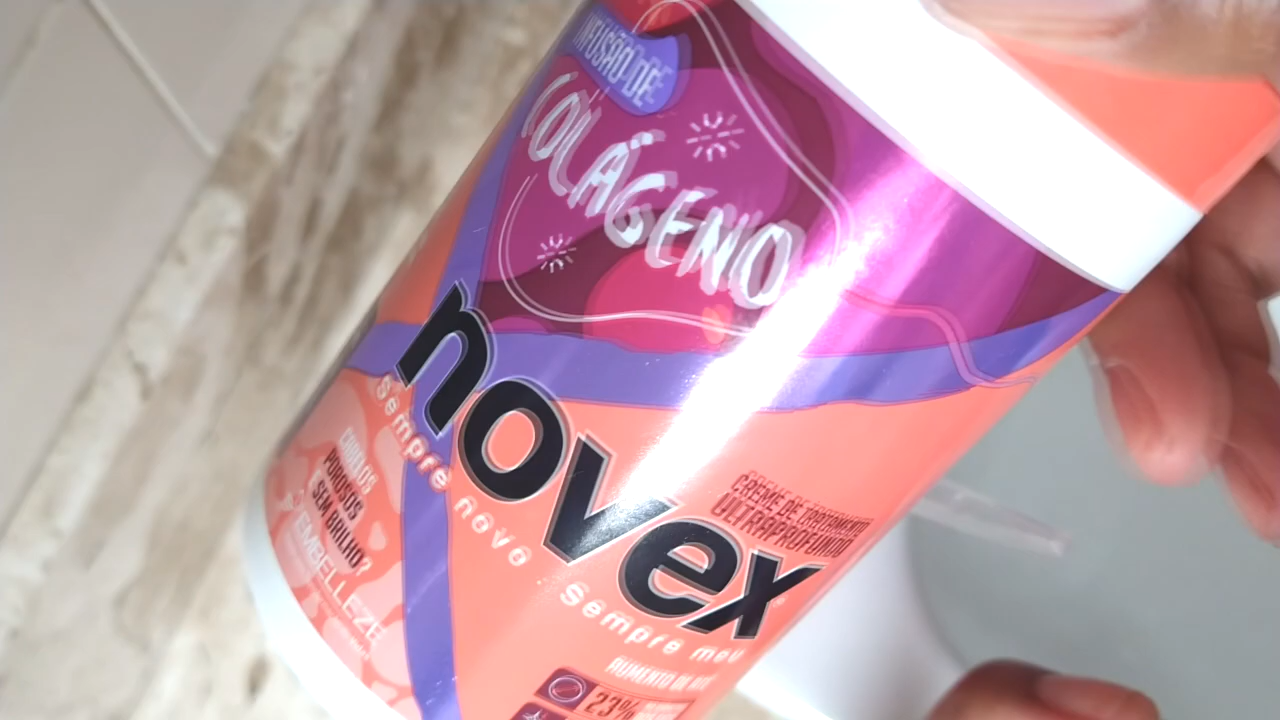 INFUSÃO DE
COLÁGENO
novex
Sempre novo Sempre meu
CREME DE TRATAMENTO
ULTRAPROFUNDO
CABELOS
POROSOS
SEM BRILHO?
EMBELLEZE
AUMENTO DE
23%